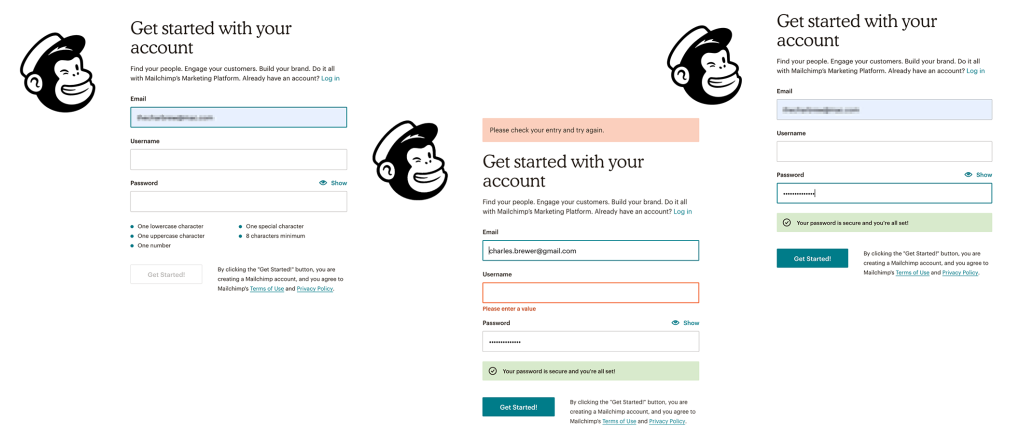 Get started with your
account
Find your people. Engage your customers. Build your brand. Do it all
with Mailchimp's Marketing Platform. Already have an account? Log in
Email
Username
Password
Show
One lowercase character
One special character
One uppercase character
8 characters minimum
One number
Get Started!
By clicking the "Get Started!" button, you are
creating a Mailchimp account, and you agree to
Mailchimp's Terms of Use and Privacy Policy.
Please check your entry and try again.
Get started with your
account
Find your people. Engage your customers. Build your brand. Do it all
with Mailchimp's Marketing Platform. Already have an account? Log in
Email
charles.brewer@gmail.com
Username
Please enter a value
Password
Show
Your password is secure and you're all set!
Get Started!
By clicking the "Get Started!" button, you are
creating a Mailchimp account, and you agree to
Mailchimp's Terms of Use and Privacy Policy.
Get started with your
account
Find your people. Engage your customers. Build your brand. Do it all
with Mailchimp's Marketing Platform. Already have an account? Log in
Email
Username
Password
Show
Your password is secure and you're all set!
Get Started!
By clicking the "Get Started!" button, you are
creating a Mailchimp account, and you agree to
Mailchimp's Terms of Use and Privacy Policy.